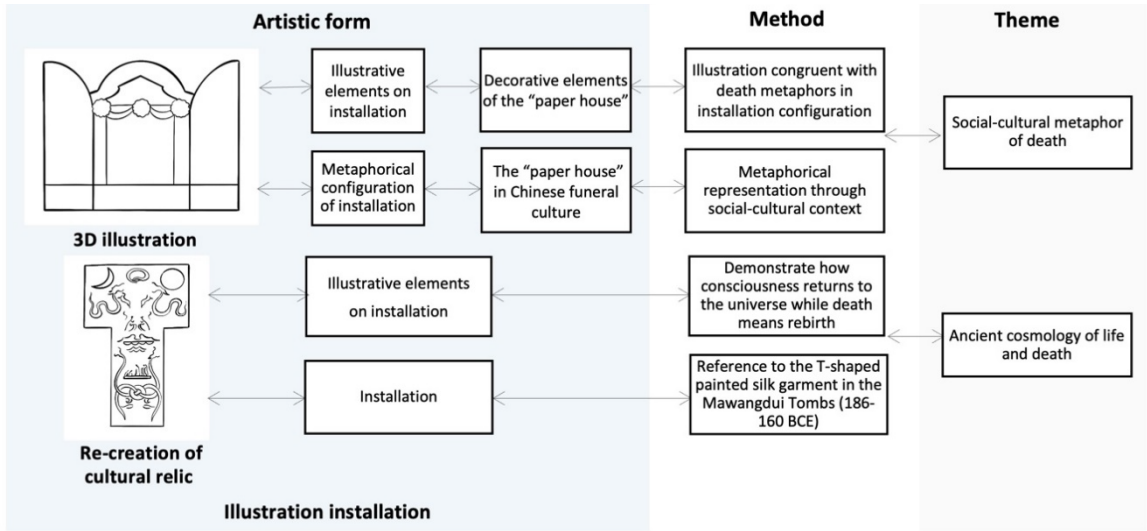 Artistic form
Method
Theme
Illustrative
elements on
installation
Decorative elements
of the “paper house”
Illustration congruent with
death metaphors in
installation configuration
Social-cultural metaphor
of death
Metaphorical
configuration
of installation
The “paper house”
in Chinese funeral
culture
Metaphorical
representation through
social-cultural context
3D illustration
Illustrative elements
on installation
Demonstrate how
consciousness returns to
the universe while death
means rebirth
Ancient cosmology of life
and death
Installation
Reference to the T-shaped
painted silk garment in the
Mawangdui Tombs (186-
160 BCE)
Re-creation of
cultural relic
Illustration installation